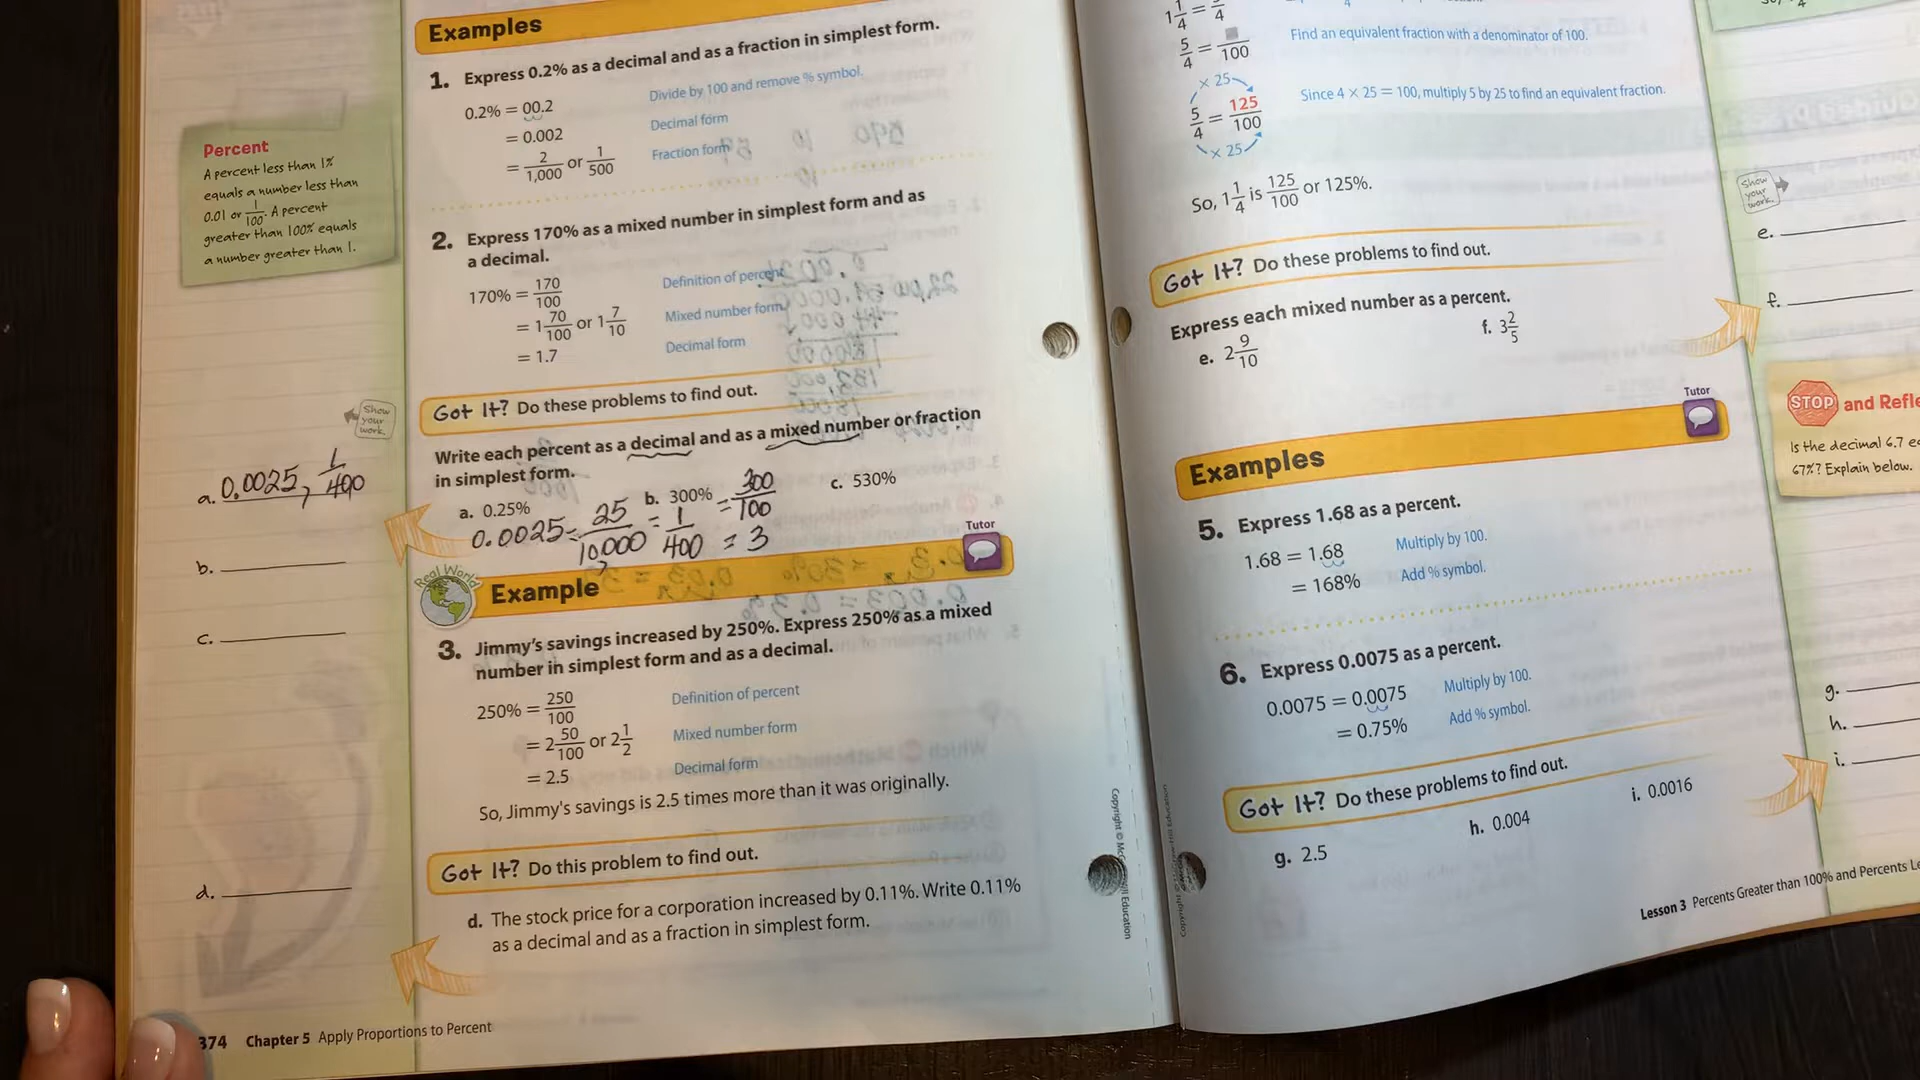 Examples
1. Express 0.2% as a decimal and as a fraction in simplest form.
0.2% = 00.2 Divide by 100 and remove % symbol.
= 0.002 Decimal form
= 2/1,000 or 1/500 Fraction form
Percent
A percent less than 1%
equals a number less than
0.01 or 1/100. A percent
greater than 100% equals
a number greater than 1.
2. Express 170% as a mixed number in simplest form and as
a decimal.
170% = 170/100 Definition of percent
= 1 70/100 or 1 7/10 Mixed number form
= 1.7 Decimal form
Show
your
work.
Got It? Do these problems to find out.
Write each percent as a decimal and as a mixed number or fraction
in simplest form.
a. 0.25% b. 300% = 300/100 c. 530%
0.0025 = 25/10,000 = 1/400 = 3
a. 0.0025, 1/400
b.
c.
Tutor
Real World
Example
3. Jimmy's savings increased by 250%. Express 250% as a mixed
number in simplest form and as a decimal.
250% = 250/100 Definition of percent
= 2 50/100 or 2 1/2 Mixed number form
= 2.5 Decimal form
So, Jimmy's savings is 2.5 times more than it was originally.
Got It? Do this problem to find out.
d. The stock price for a corporation increased by 0.11%. Write 0.11%
as a decimal and as a fraction in simplest form.
d.
374 Chapter 5 Apply Proportions to Percent
5/4 = /100 Find an equivalent fraction with a denominator of 100.
× 25
5/4 = 125/100 Since 4 × 25 = 100, multiply 5 by 25 to find an equivalent fraction.
× 25
So, 1 1/4 is 125/100 or 125%.
Show
your
work.
Got It? Do these problems to find out.
Express each mixed number as a percent.
e. 2 9/10 f. 3 2/5
e.
f.
Tutor
Examples
5. Express 1.68 as a percent.
1.68 = 1.68 Multiply by 100.
= 168% Add % symbol.
STOP and
Is the decimal 6.7
67%? Explain below.
6. Express 0.0075 as a percent.
0.0075 = 0.0075 Multiply by 100.
= 0.75% Add % symbol.
Got It? Do these problems to find out.
g. 2.5 h. 0.004 i. 0.0016
g.
h.
i.
Lesson 3 Percents Greater than 100% and Percents